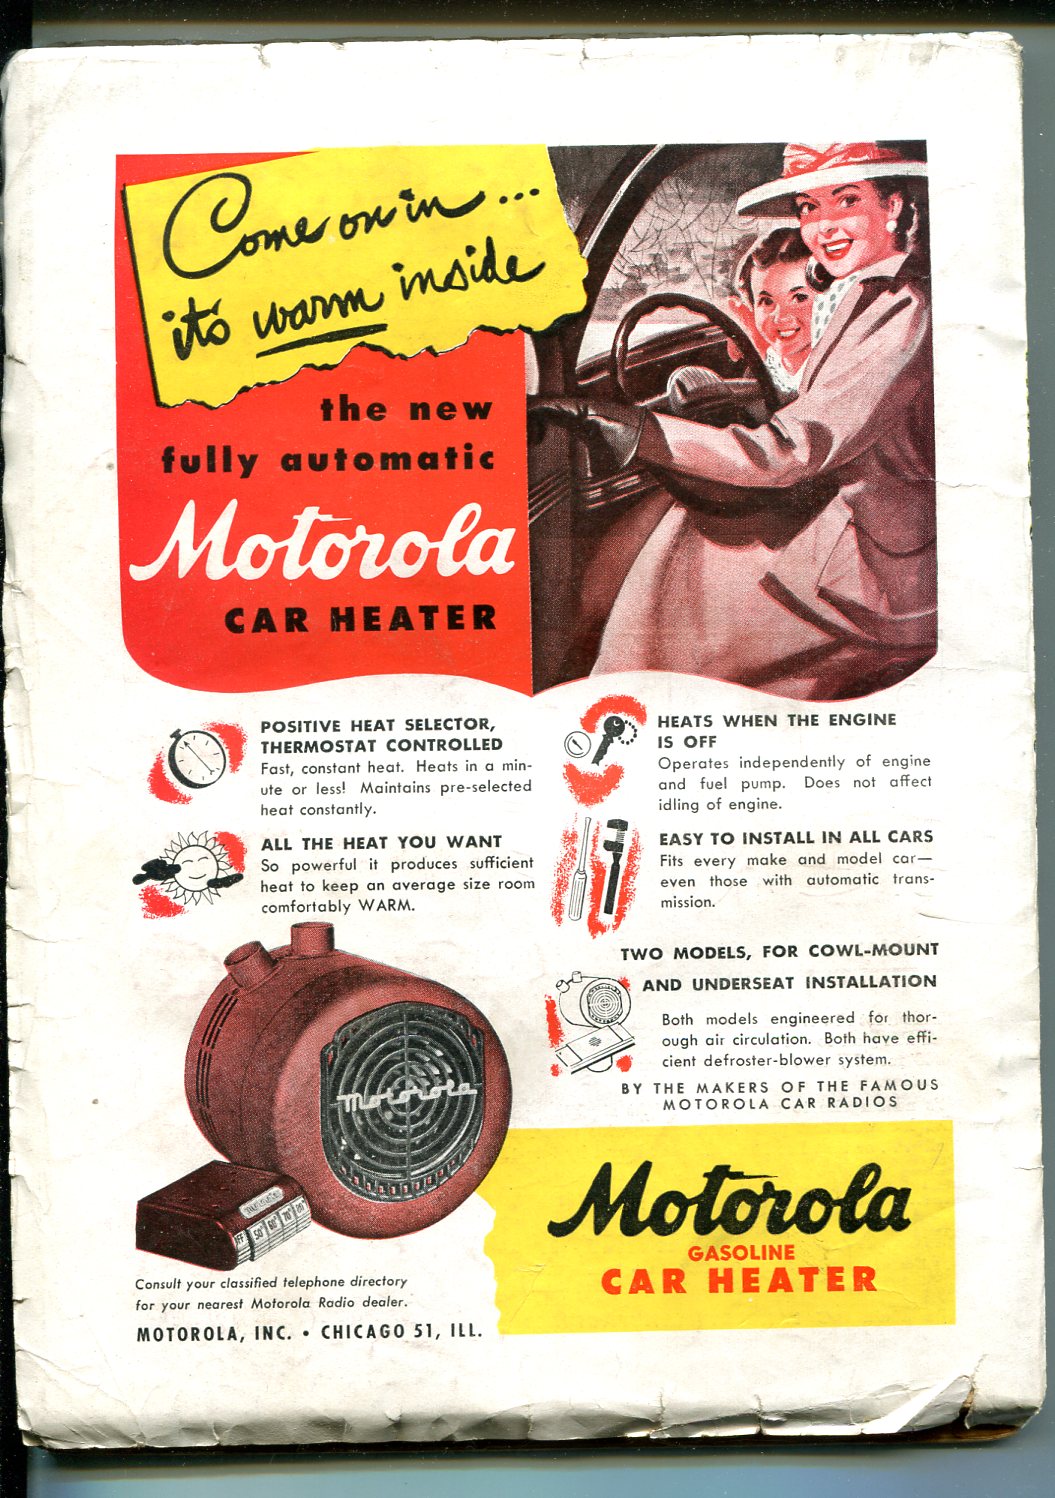 Come on in...
it's warm inside
the new
fully automatic
Motorola
CAR HEATER
POSITIVE HEAT SELECTOR,
THERMOSTAT CONTROLLED
Fast, constant heat. Heats in a min-
ute or less! Maintains pre-selected
heat constantly.
ALL THE HEAT YOU WANT
So powerful it produces sufficient
heat to keep an average size room
comfortably WARM.
HEATS WHEN THE ENGINE
IS OFF
Operates independently of engine
and fuel pump. Does not affect
idling of engine.
EASY TO INSTALL IN ALL CARS
Fits every make and model car—
even those with automatic trans-
mission.
TWO MODELS, FOR COWL-MOUNT
AND UNDERSEAT INSTALLATION
Both models engineered for thor-
ough air circulation. Both have effi-
cient defroster-blower system.
BY THE MAKERS OF THE FAMOUS
MOTOROLA CAR RADIOS
Motorola
Motorola
50° 60° 70° 80°
Consult your classified telephone directory
for your nearest Motorola Radio dealer.
MOTOROLA, INC. • CHICAGO 51, ILL.
Motorola
GASOLINE
CAR HEATER